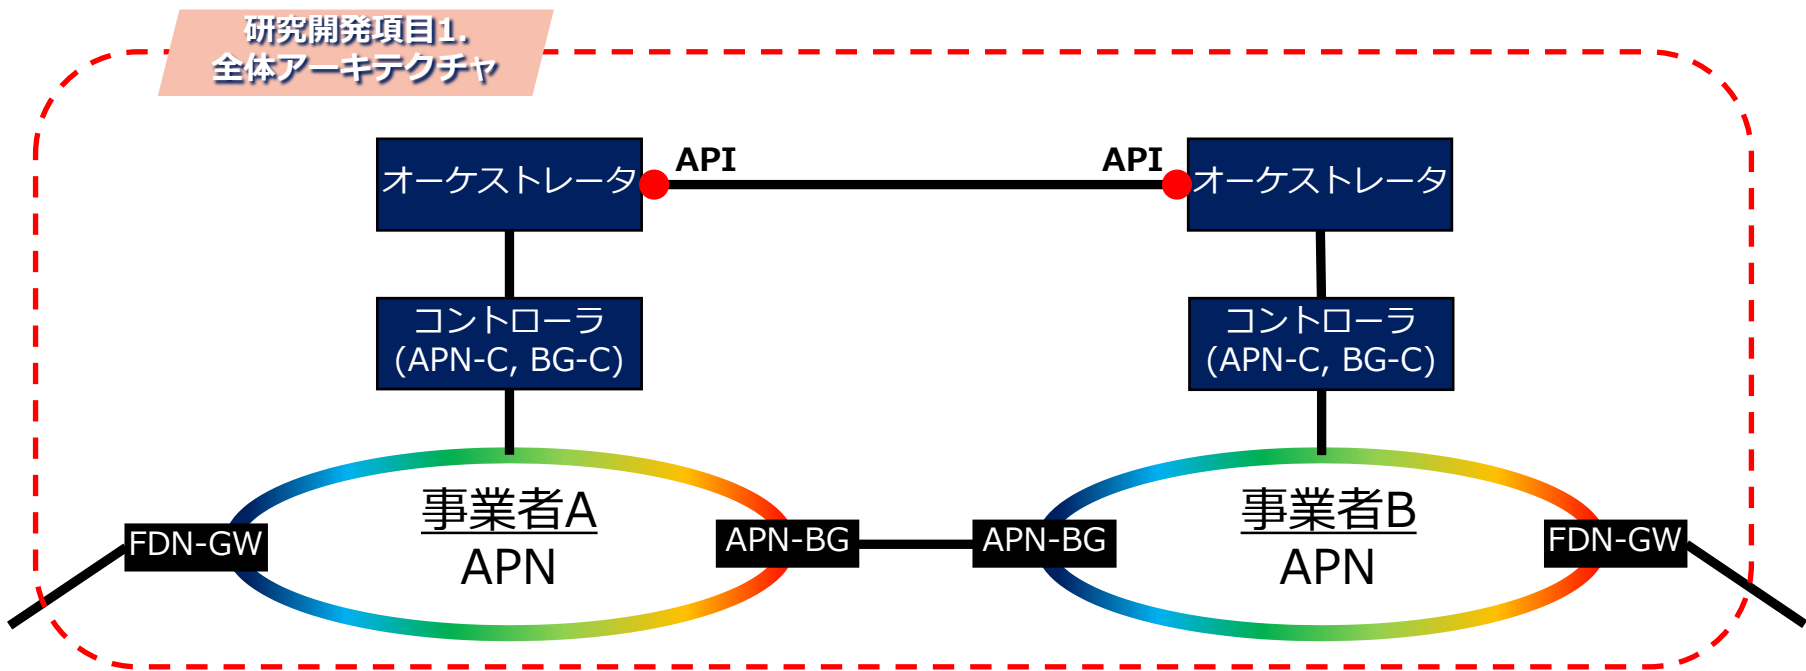 研究開発項目1.
全体アーキテクチャ
オーケストレータ
API
API
オーケストレータ
コントローラ
(APN-C, BG-C)
コントローラ
(APN-C, BG-C)
事業者A
APN
事業者B
APN
FDN-GW
APN-BG
APN-BG
FDN-GW